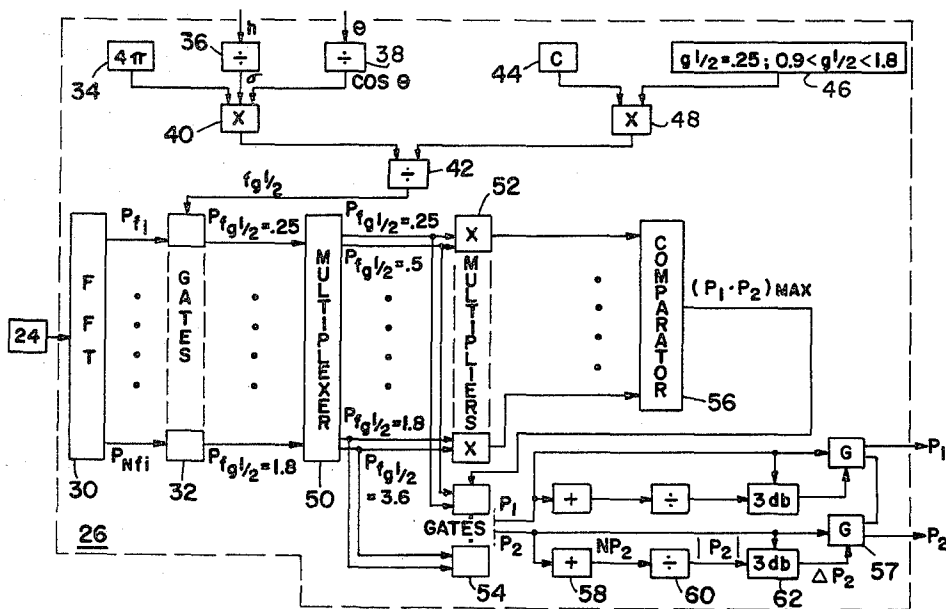 h
θ
36
÷
÷
38
34
4π
σ
COS θ
44
C
g½=.25; 0.9<g½<1.8
46
40
X
X
48
÷
42
fg½
52
Pfi
Pfg½=.25
Pfg½=.25
X
Pfg½=.5
FFT
GATES
MULTIPLEXER
MULTIPLIERS
COMPARATOR
(P₁·P₂)MAX
24
56
Pfg½=1.8
X
PNfi
Pfg½=1.8
Pfg½=3.6
30
32
50
P₁
G
P₁
+
÷
3db
GATES
26
P₂
G
P₂
NP₂
|P₂|
57
+
÷
3db
ΔP₂
54
58
60
62